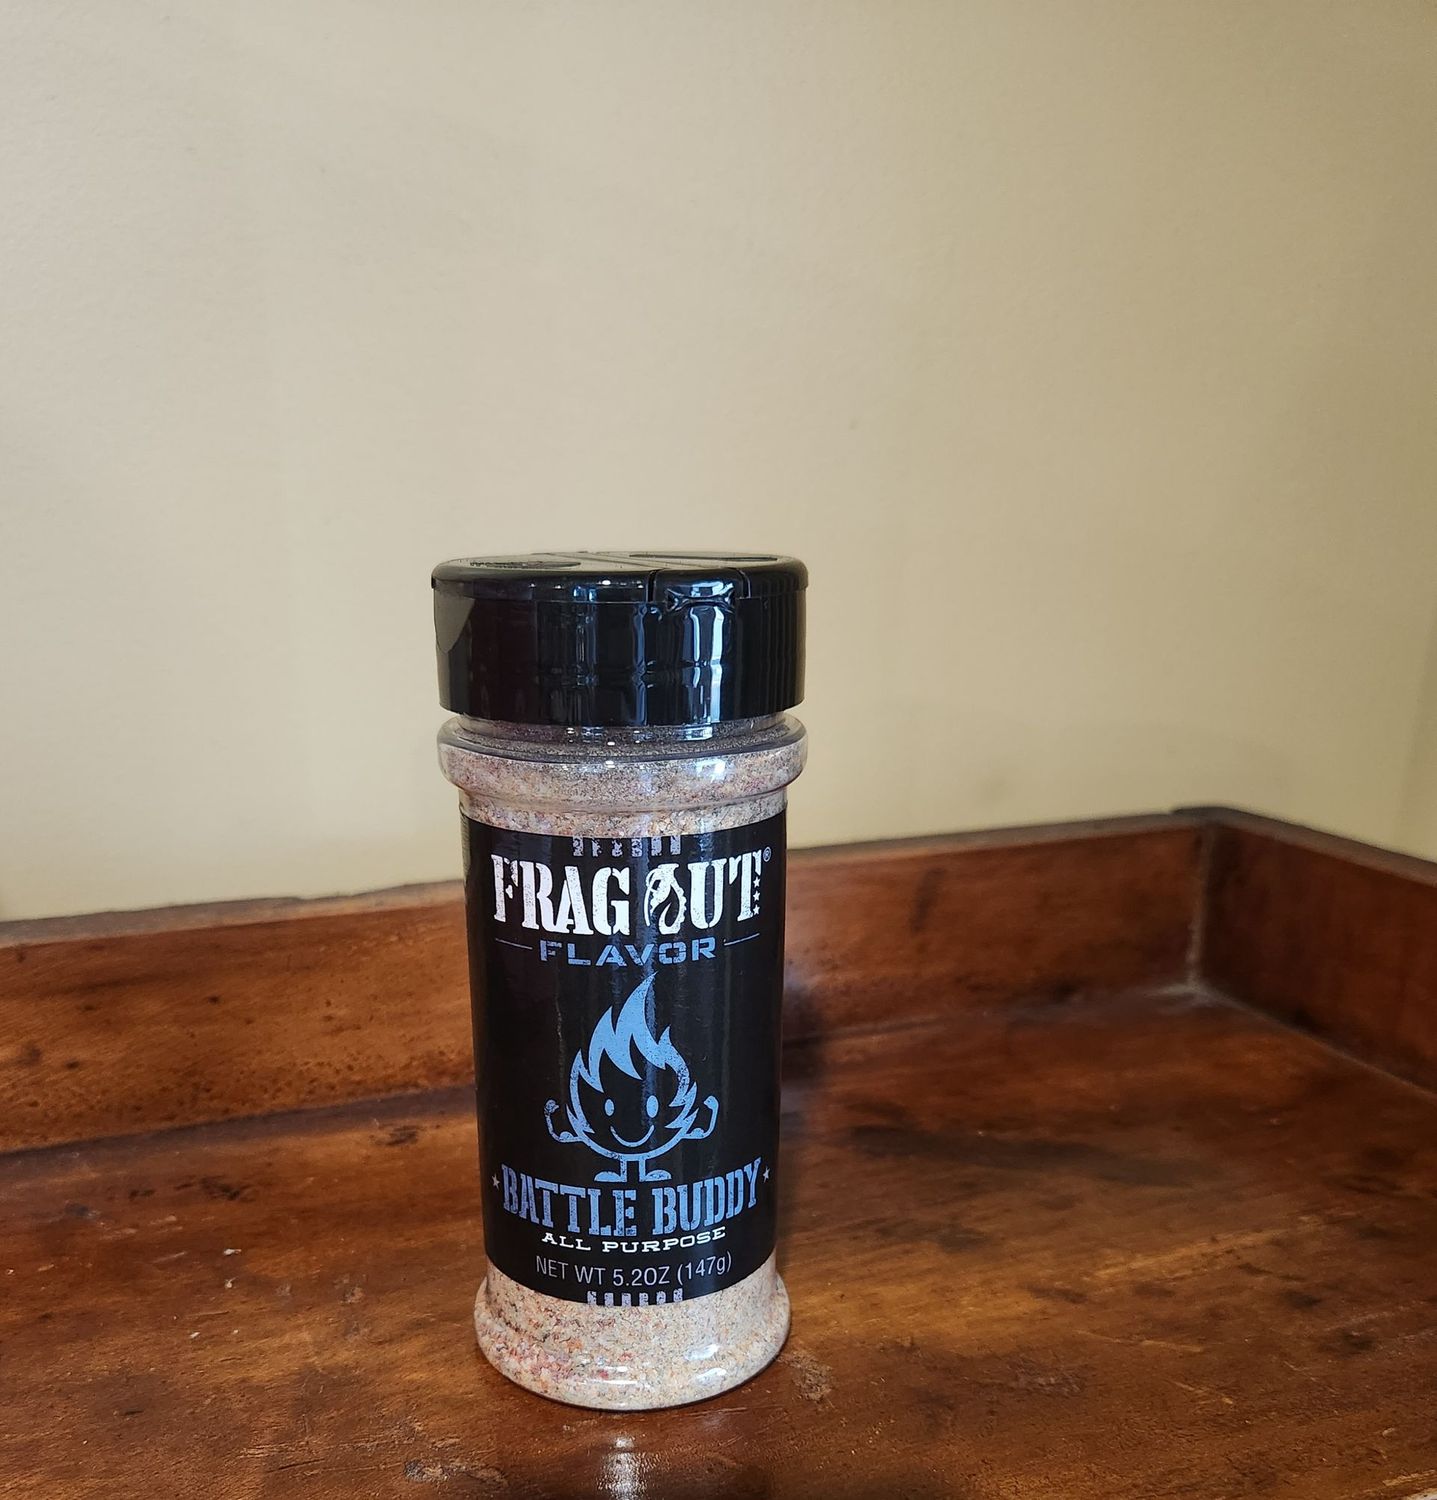 FRAG OUT®
FLAVOR
BATTLE BUDDY
ALL PURPOSE
NET WT 5.2OZ (147g)